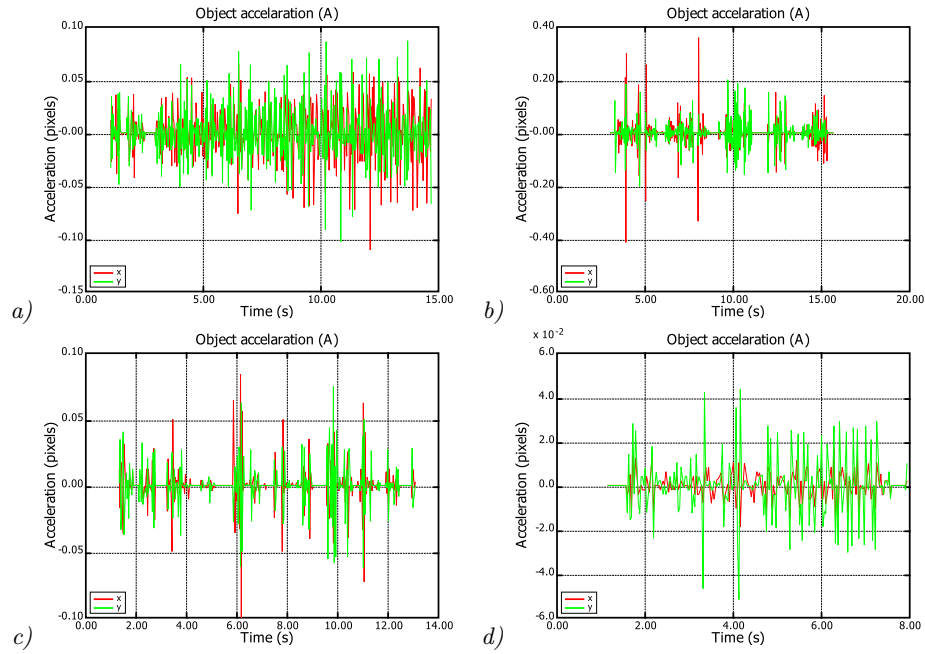 Object accelaration (A)
0.10
0.05
-0.00
-0.05
-0.10
-0.15
Acceleration (pixels)
x
y
0.00 5.00 10.00 15.00
Time (s)
a)
Object accelaration (A)
0.40
0.20
-0.00
-0.20
-0.40
-0.60
Acceleration (pixels)
x
y
0.00 5.00 10.00 15.00 20.00
Time (s)
b)
Object accelaration (A)
0.10
0.05
0.00
-0.05
-0.10
Acceleration (pixels)
x
y
0.00 2.00 4.00 6.00 8.00 10.00 12.00 14.00
Time (s)
c)
x 10⁻²
Object accelaration (A)
6.0
4.0
2.0
0.0
-2.0
-4.0
-6.0
Acceleration (pixels)
x
y
0.00 2.00 4.00 6.00 8.00
Time (s)
d)